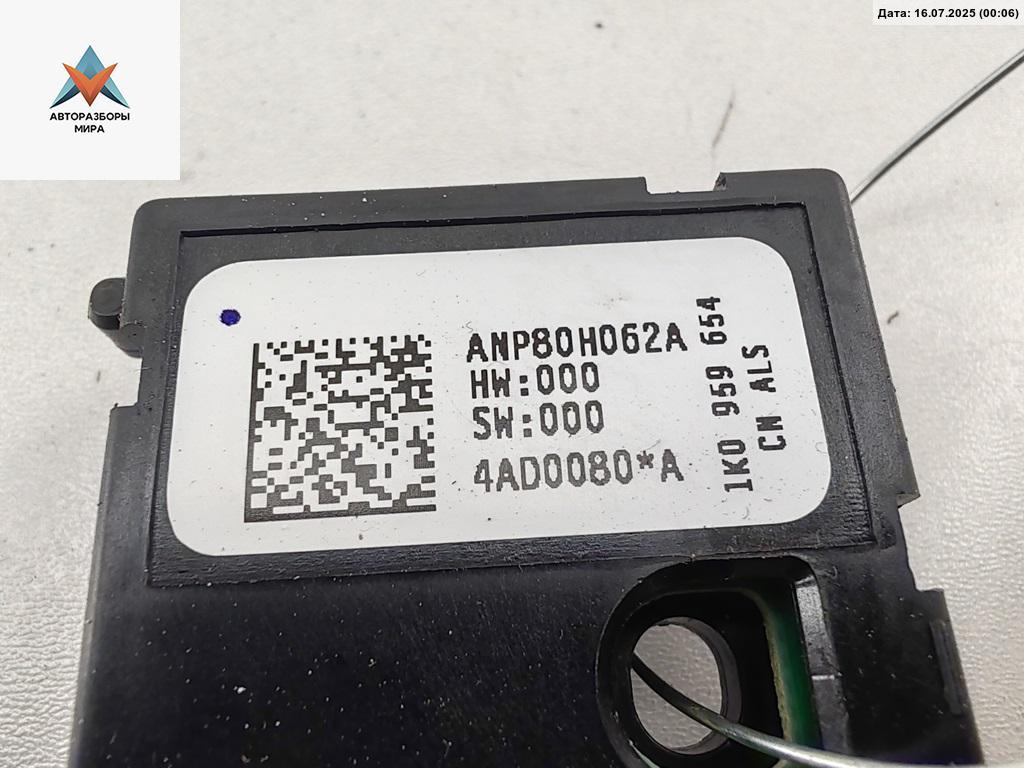 Дата: 16.07.2025 (00:06)
АВТОРАЗБОРЫ
МИРА
ANP80H062A
HW:000
SW:000
4AD0080*A
1K0 959 654
CN ALS